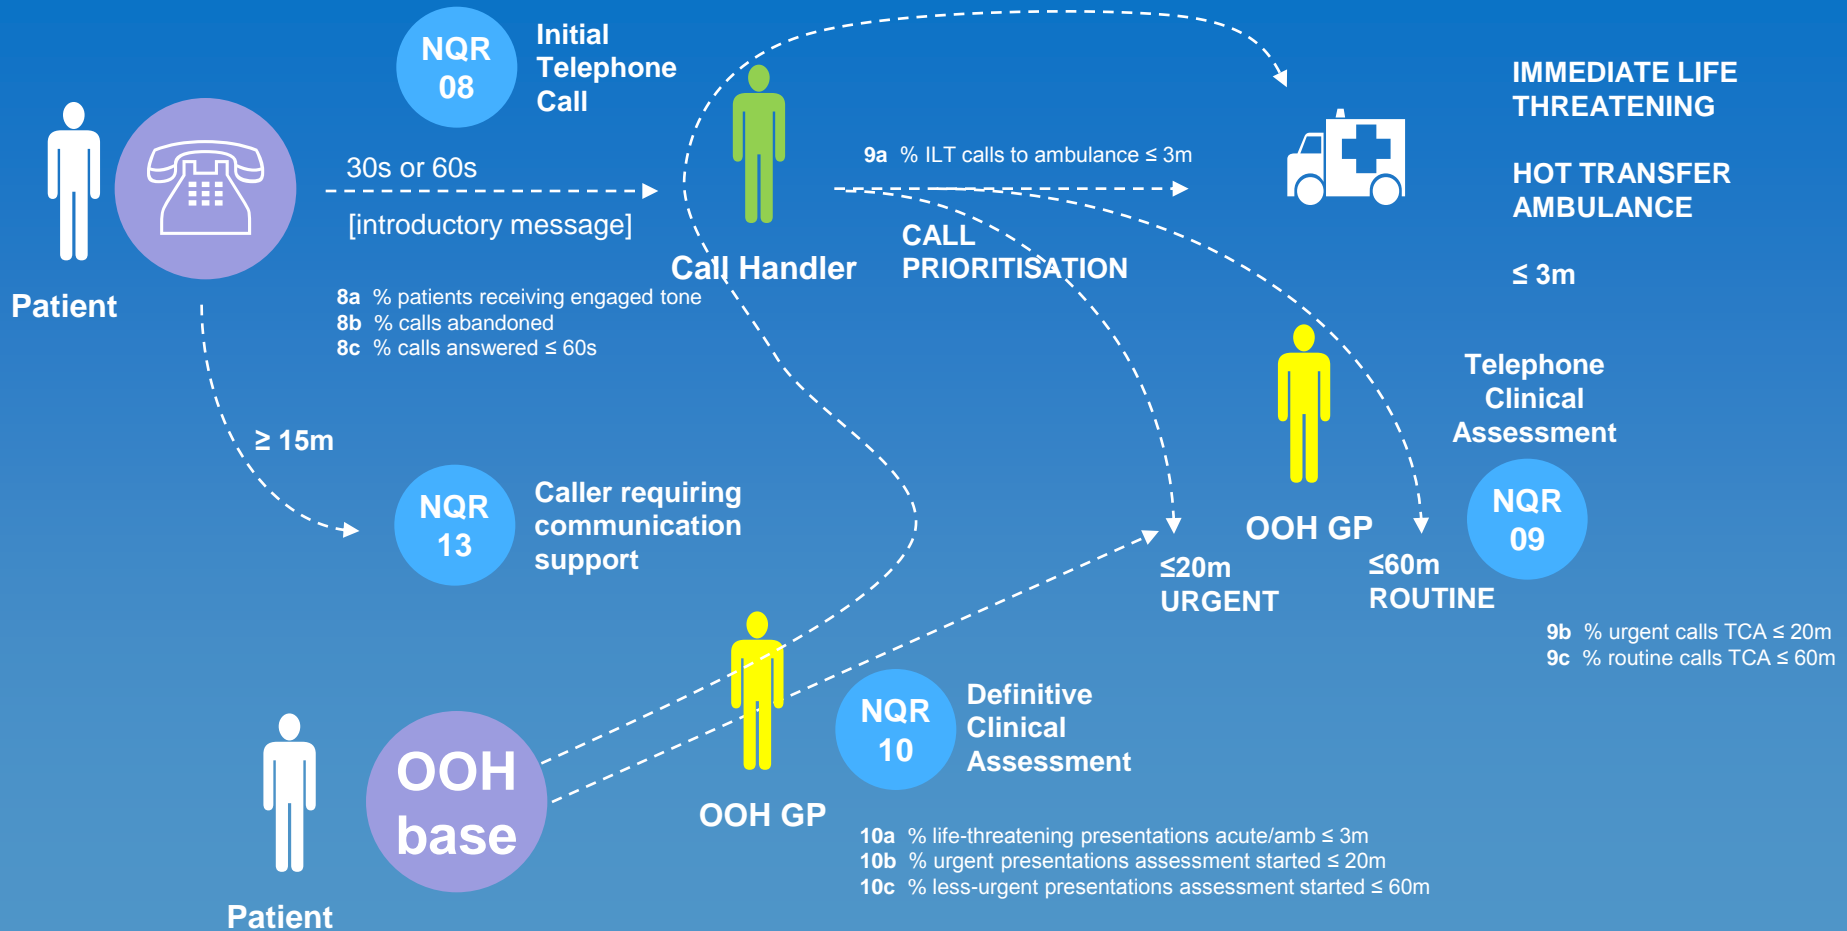 NQR
08
Initial
Telephone
Call
IMMEDIATE LIFE
THREATENING
HOT TRANSFER
AMBULANCE
≤ 3m
30s or 60s
[introductory message]
9a % ILT calls to ambulance ≤ 3m
CALL
PRIORITISATION
Call Handler
Patient
8a % patients receiving engaged tone
8b % calls abandoned
8c % calls answered ≤ 60s
≥ 15m
NQR
13
Caller requiring
communication
support
Telephone
Clinical
Assessment
NQR
09
OOH GP
≤20m
URGENT
≤60m
ROUTINE
9b % urgent calls TCA ≤ 20m
9c % routine calls TCA ≤ 60m
OOH
base
Patient
OOH GP
NQR
10
Definitive
Clinical
Assessment
10a % life-threatening presentations acute/amb ≤ 3m
10b % urgent presentations assessment started ≤ 20m
10c % less-urgent presentations assessment started ≤ 60m